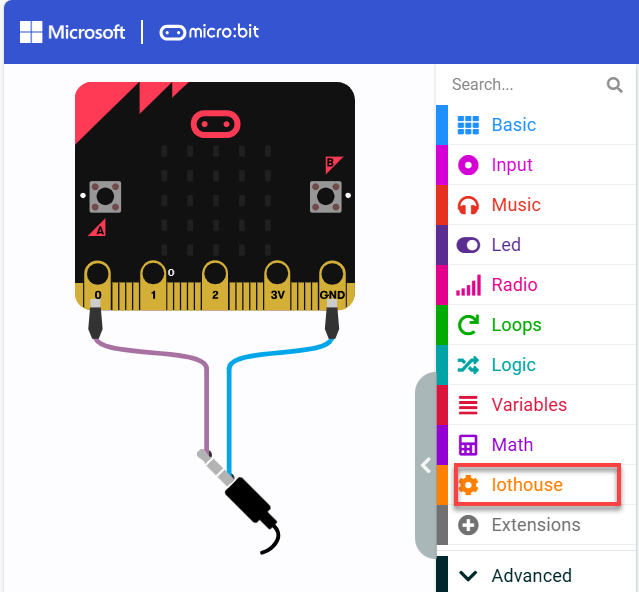 Microsoft
micro:bit
Search...
Basic
Input
Music
Led
Radio
Loops
Logic
Variables
Math
Iothouse
Extensions
Advanced
B
A
0
1
2
3V
GND